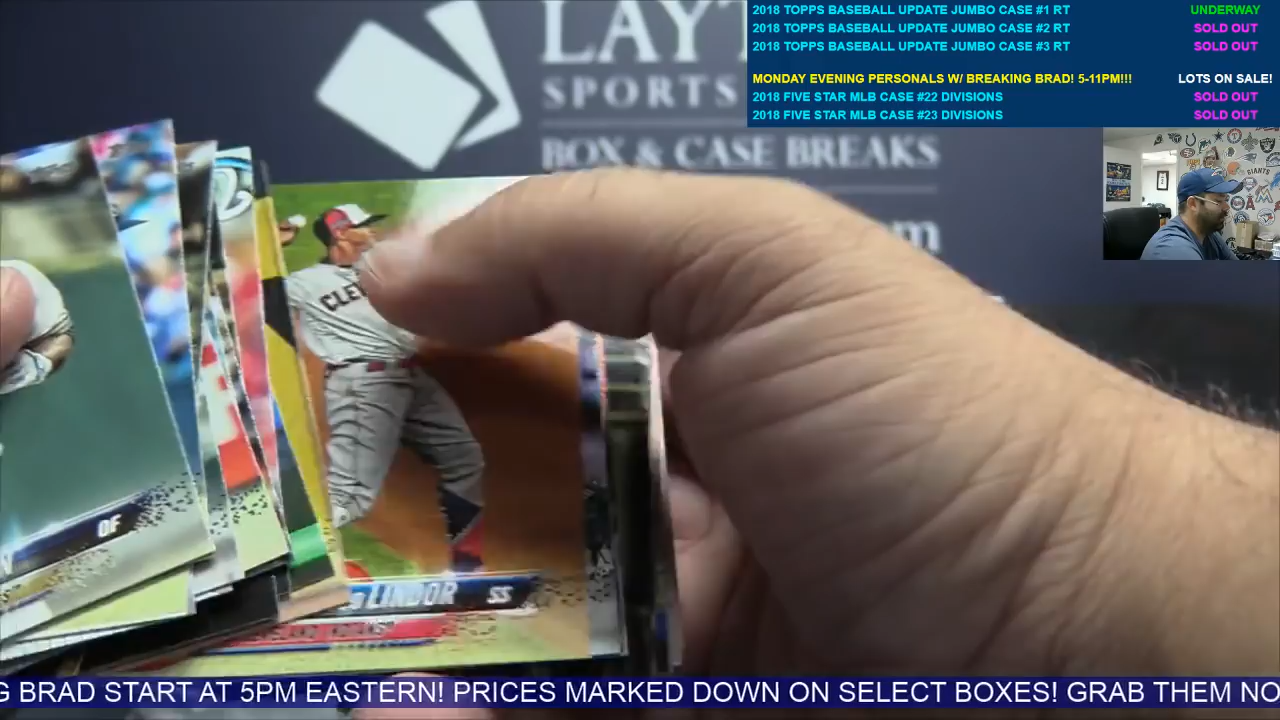 2018 TOPPS BASEBALL UPDATE JUMBO CASE #1 RT UNDERWAY
2018 TOPPS BASEBALL UPDATE JUMBO CASE #2 RT SOLD OUT
2018 TOPPS BASEBALL UPDATE JUMBO CASE #3 RT SOLD OUT
MONDAY EVENING PERSONALS W/ BREAKING BRAD! 5-11PM!!! LOTS ON SALE!
2018 FIVE STAR MLB CASE #22 DIVISIONS SOLD OUT
2018 FIVE STAR MLB CASE #23 DIVISIONS SOLD OUT
LAYT
SPORTS
BOX & CASE BREAKS
om
CLE
OF
LINDOR SS
G BRAD START AT 5PM EASTERN! PRICES MARKED DOWN ON SELECT BOXES! GRAB THEM NO